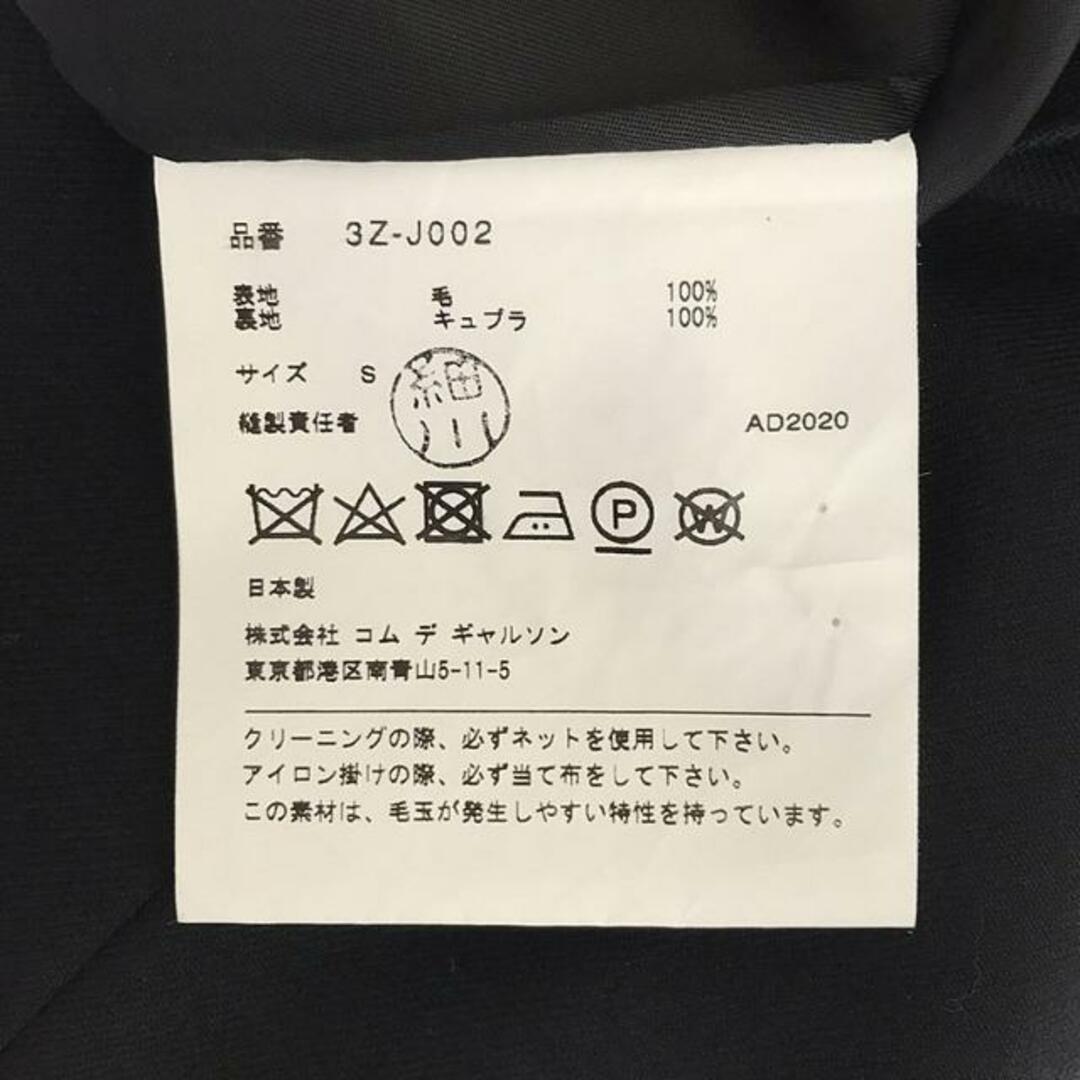 品番 3Z-J002
表地 毛 100%
裏地 キュプラ 100%
サイズ S
細川
縫製責任者 AD2020
P W
日本製
株式会社 コム デ ギャルソン
東京都港区南青山5-11-5
クリーニングの際、必ずネットを使用して下さい。
アイロン掛けの際、必ず当て布をして下さい。
この素材は、毛玉が発生しやすい特性を持っています。